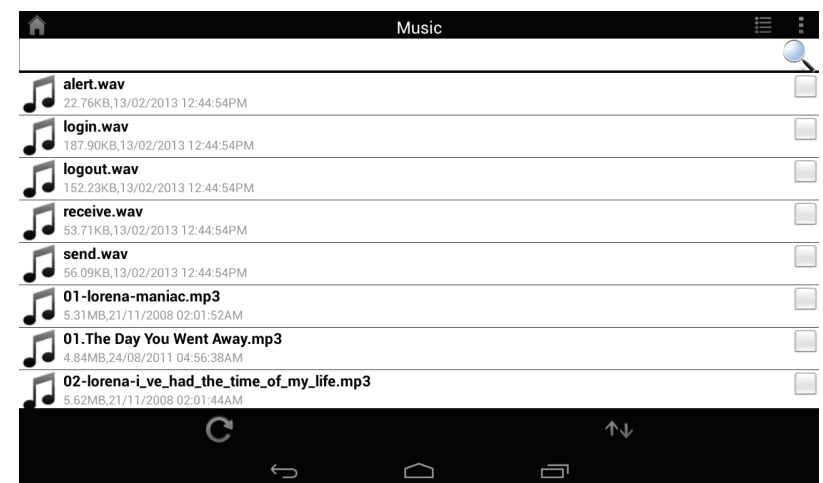 Music
alert.wav
22.76KB,13/02/2013 12:44:54PM
login.wav
187.90KB,13/02/2013 12:44:54PM
logout.wav
152.23KB,13/02/2013 12:44:54PM
receive.wav
53.71KB,13/02/2013 12:44:54PM
send.wav
56.09KB,13/02/2013 12:44:54PM
01-lorena-maniac.mp3
5.31MB,21/11/2008 02:01:52AM
01.The Day You Went Away.mp3
4.84MB,24/08/2011 04:56:38AM
02-lorena-i_ve_had_the_time_of_my_life.mp3
5.62MB,21/11/2008 02:01:44AM